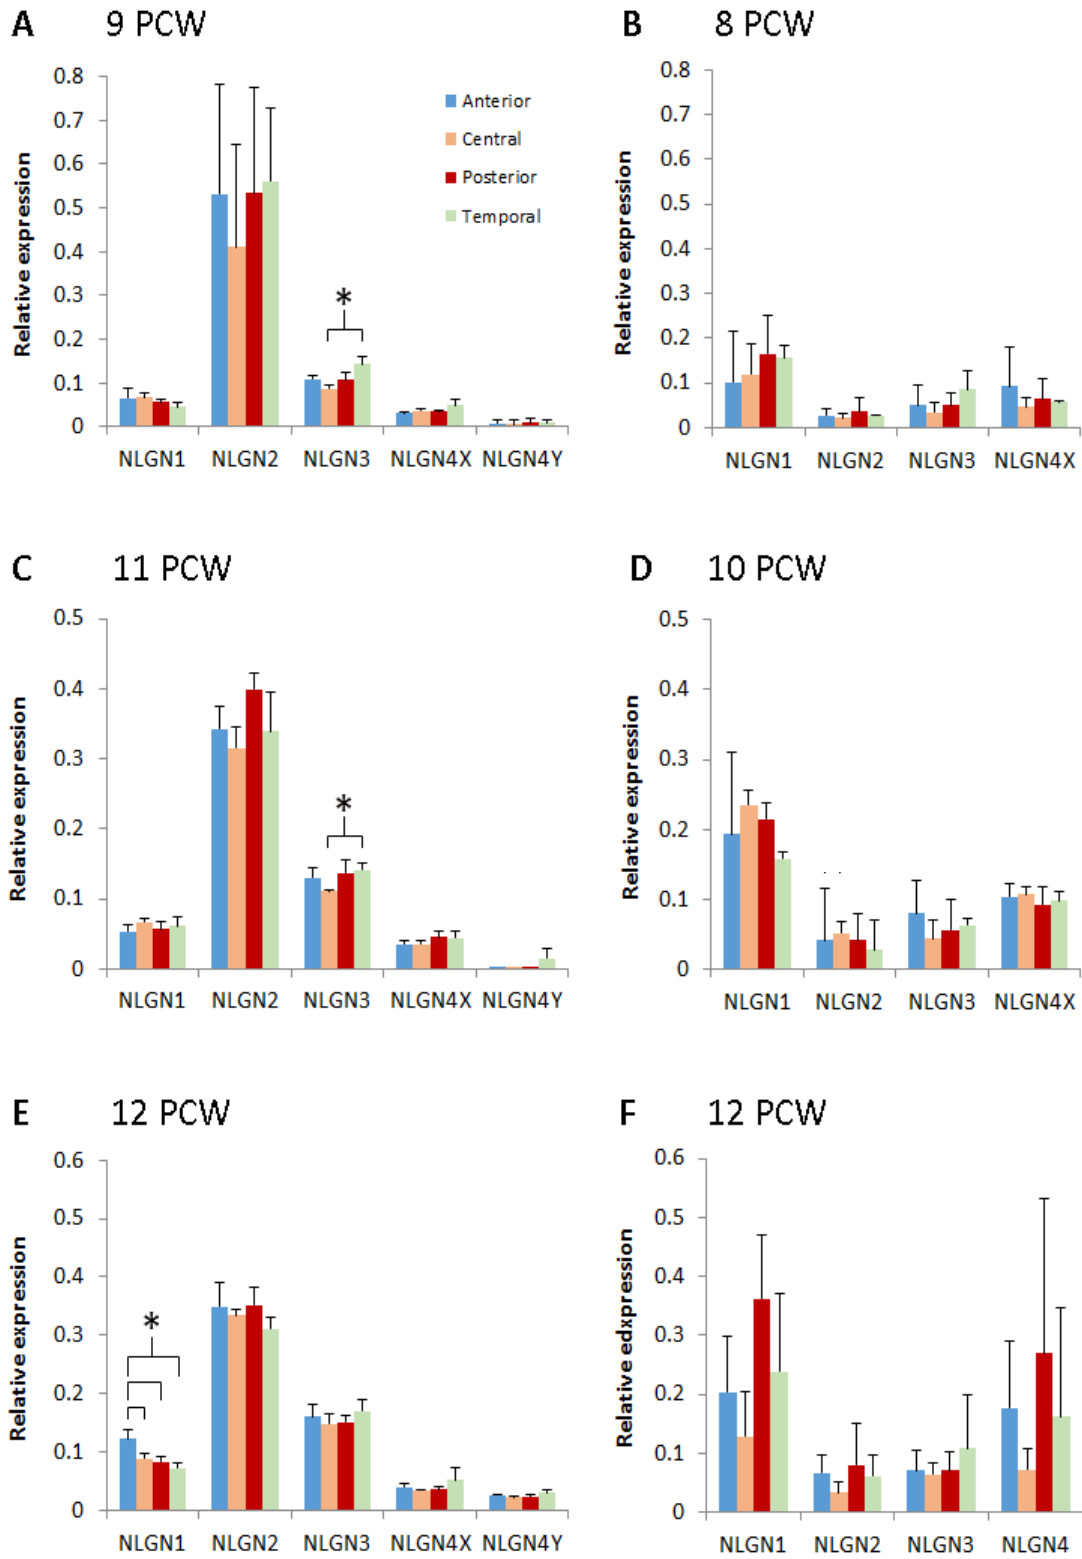 A 9 PCW
0.8
0.7
0.6
0.5
0.4
0.3
0.2
0.1
0
Relative expression
Anterior
Central
Posterior
Temporal
*
NLGN1 NLGN2 NLGN3 NLGN4X NLGN4Y
B 8 PCW
0.8
0.7
0.6
0.5
0.4
0.3
0.2
0.1
0
Relative expression
NLGN1 NLGN2 NLGN3 NLGN4X
C 11 PCW
0.5
0.4
0.3
0.2
0.1
0
Relative expression
*
NLGN1 NLGN2 NLGN3 NLGN4X NLGN4Y
D 10 PCW
0.5
0.4
0.3
0.2
0.1
0
Relative expression
NLGN1 NLGN2 NLGN3 NLGN4X
E 12 PCW
0.6
0.5
0.4
0.3
0.2
0.1
0
Relative expression
*
NLGN1 NLGN2 NLGN3 NLGN4X NLGN4Y
F 12 PCW
0.6
0.5
0.4
0.3
0.2
0.1
0
Relative edxpression
NLGN1 NLGN2 NLGN3 NLGN4